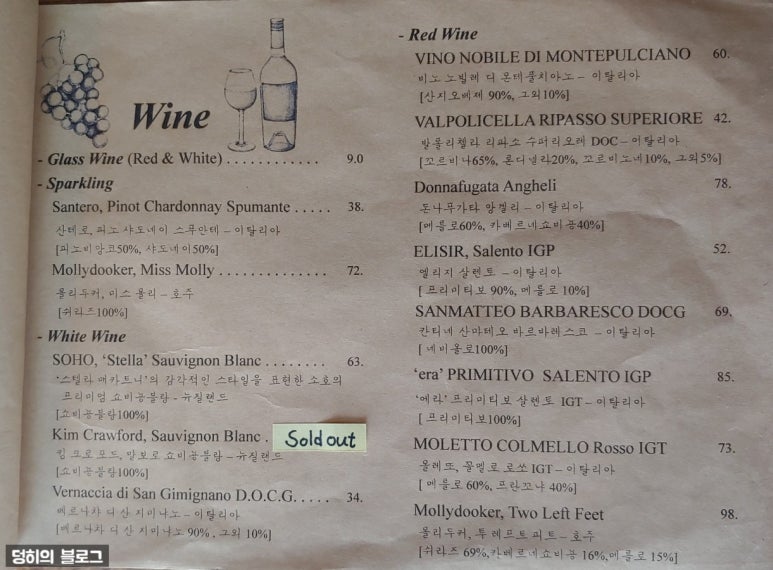 Wine
- Glass Wine (Red & White) . . . . . . . . . . . . 9.0
- Sparkling
Santero, Pinot Chardonnay Spumante . . . . . 38.
산테로, 피노 샤도네이 스푸만테 – 이탈리아
[피노비앙코50%, 샤도네이50%]
Mollydooker, Miss Molly . . . . . . . . . . . . . 72.
몰리두커, 미스 몰리 – 호주
[쉬라즈100%]
- White Wine
SOHO, ‘Stella’ Sauvignon Blanc . . . . . . . . 63.
‘스텔라 매카트니’의 감각적인 스타일을 표현한 소호의
프리미엄 쇼비뇽블랑 - 뉴질랜드
[쇼비뇽블랑100%]
Kim Crawford, Sauvignon Blanc . Sold out
킴 크로포드, 말보로 쇼비뇽블랑 – 뉴질랜드
[쇼비뇽블랑100%]
Vernaccia di San Gimignano D.O.C.G. . . . . 34.
베르나차 디 산 지미냐노 – 이탈리아
[베르나차 디 산 지미냐노 90% , 그외 10%]
- Red Wine
VINO NOBILE DI MONTEPULCIANO 60.
비노 노빌레 디 몬테풀치아노 – 이탈리아
[산지오베제 90%, 그외10%]
VALPOLICELLA RIPASSO SUPERIORE 42.
발폴리첼라 리파소 수페리오레 DOC – 이탈리아
[꼬르비나65%, 론디넬라20%, 꼬르비노네10%, 그외5%]
Donnafugata Angheli 78.
돈나푸가타 앙겔리 – 이탈리아
[메를로60%, 카베르네쇼비뇽40%]
ELISIR, Salento IGP 52.
엘리지 살렌토 – 이탈리아
[ 프리미티보 90%, 메를로 10%]
SANMATTEO BARBARESCO DOCG 69.
칸티네 산마테오 바르바레스코 – 이탈리아
[ 네비올로100%]
‘era’ PRIMITIVO SALENTO IGP 85.
‘에라’ 프리미티보 살렌토 IGT – 이탈리아
[ 프리미티보100%]
MOLETTO COLMELLO Rosso IGT 73.
몰레또, 꼴멜로 로쏘 IGT – 이탈리아
[ 메를로 60%, 프란꼬냐 40%]
Mollydooker, Two Left Feet 98.
몰리두커, 투 레프트 피트 – 호주
[쉬라즈 69%,카베르네쇼비뇽 16%,메를로 15%]
덩히의 블로그